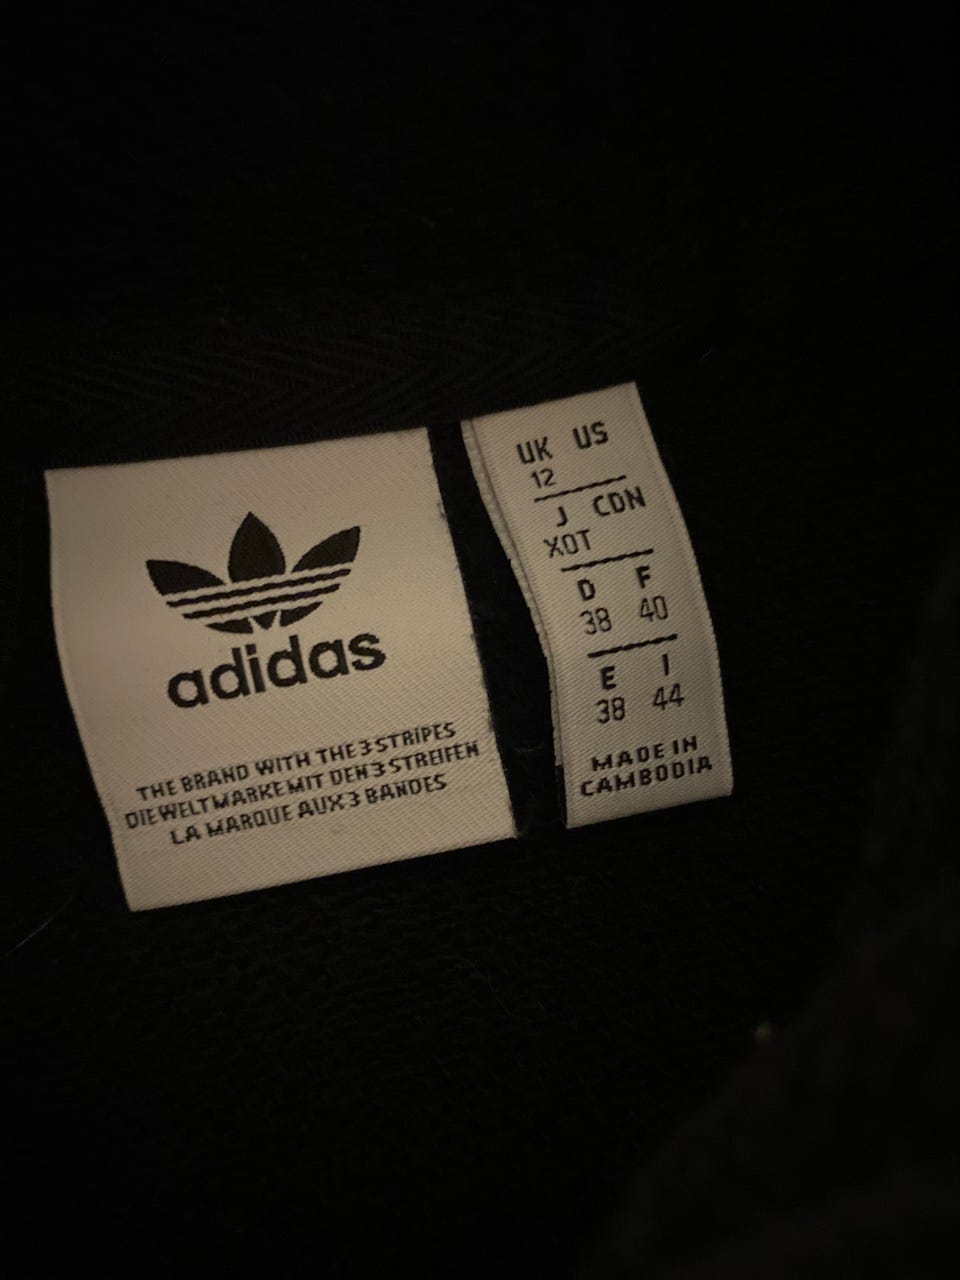 adidas
THE BRAND WITH THE 3 STRIPES
DIE WELTMARKE MIT DEN 3 STREIFEN
LA MARQUE AUX 3 BANDES
UK US
12
J CDN
XOT
D F
38 40
E I
38 44
MADE IN
CAMBODIA